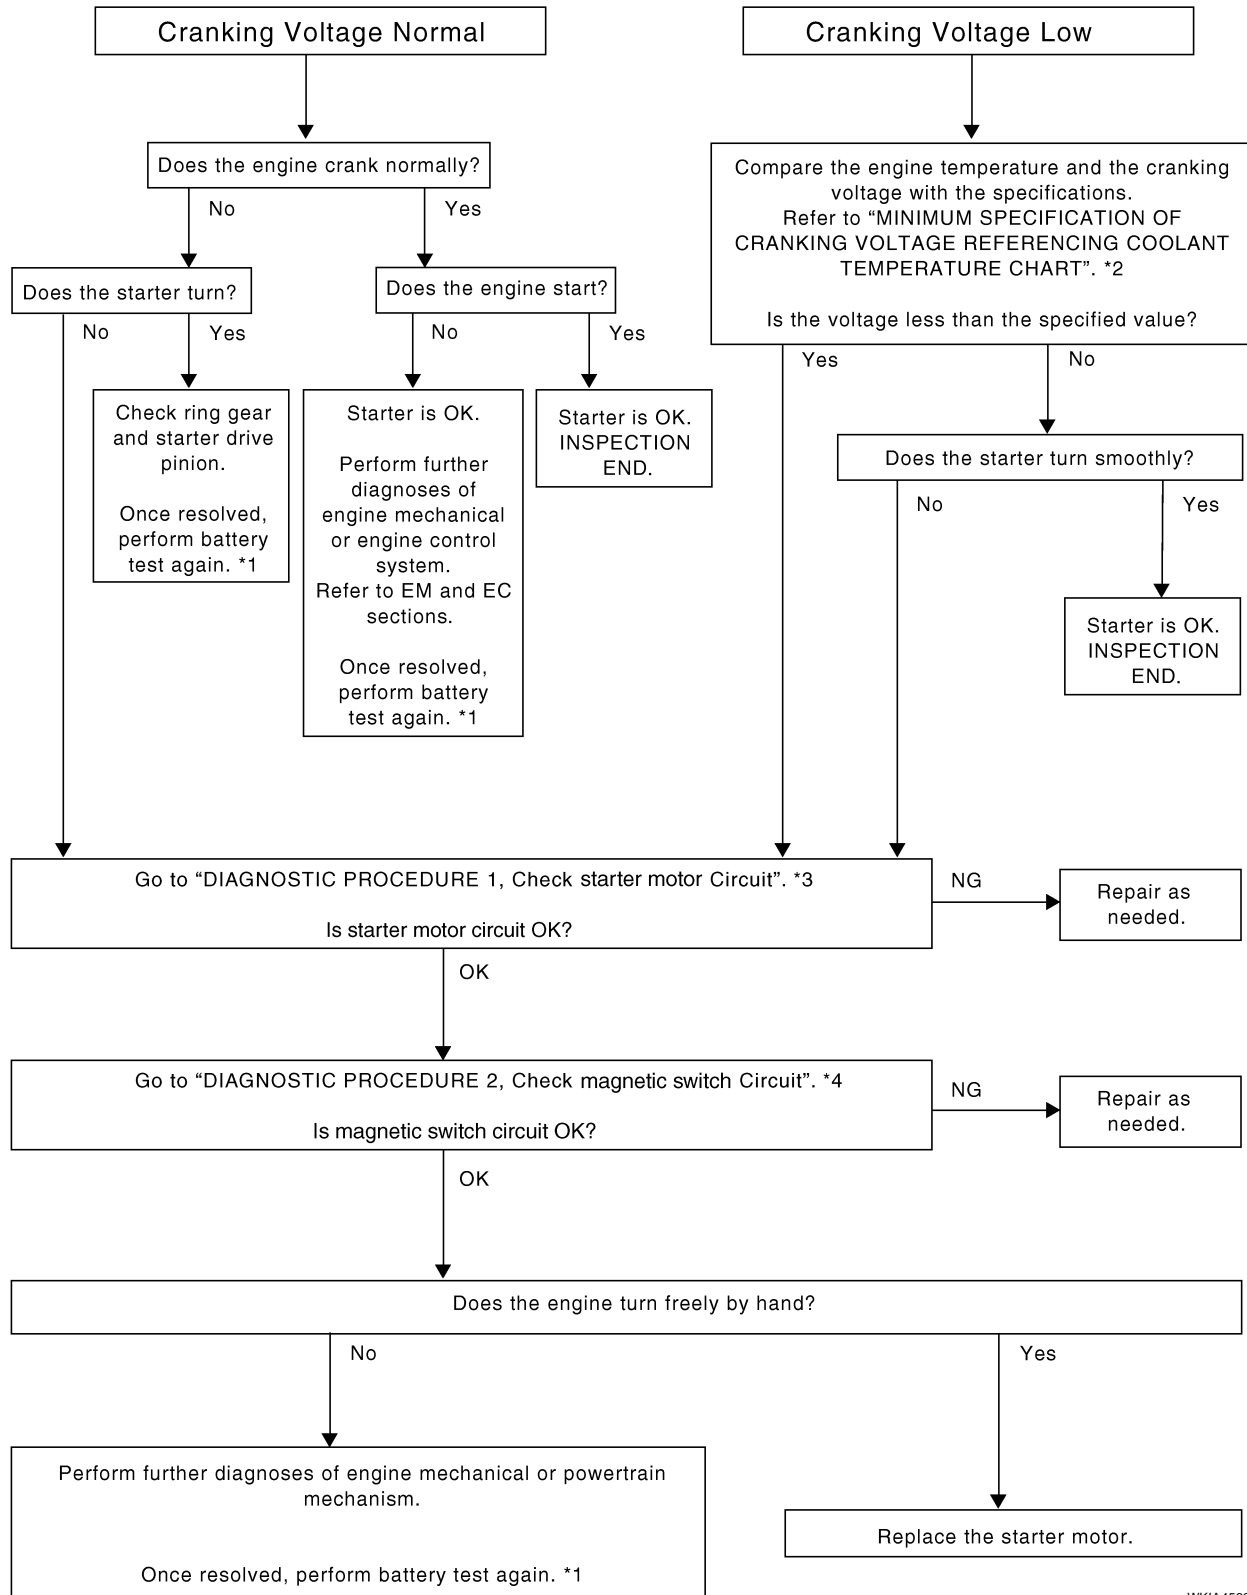 Cranking Voltage Normal
Cranking Voltage Low
Does the engine crank normally?
No
Yes
Does the starter turn?
No
Yes
Check ring gear
and starter drive
pinion.
Once resolved,
perform battery
test again. *1
Does the engine start?
No
Yes
Starter is OK.
Perform further
diagnoses of
engine mechanical
or engine control
system.
Refer to EM and EC
sections.
Once resolved,
perform battery
test again. *1
Starter is OK.
INSPECTION
END.
Compare the engine temperature and the cranking
voltage with the specifications.
Refer to “MINIMUM SPECIFICATION OF
CRANKING VOLTAGE REFERENCING COOLANT
TEMPERATURE CHART”. *2
Is the voltage less than the specified value?
Yes
No
Does the starter turn smoothly?
No
Yes
Starter is OK.
INSPECTION
END.
Go to “DIAGNOSTIC PROCEDURE 1, Check starter motor Circuit”. *3
Is starter motor circuit OK?
NG
Repair as
needed.
OK
Go to “DIAGNOSTIC PROCEDURE 2, Check magnetic switch Circuit”. *4
Is magnetic switch circuit OK?
NG
Repair as
needed.
OK
Does the engine turn freely by hand?
No
Yes
Perform further diagnoses of engine mechanical or powertrain
mechanism.
Once resolved, perform battery test again. *1
Replace the starter motor.